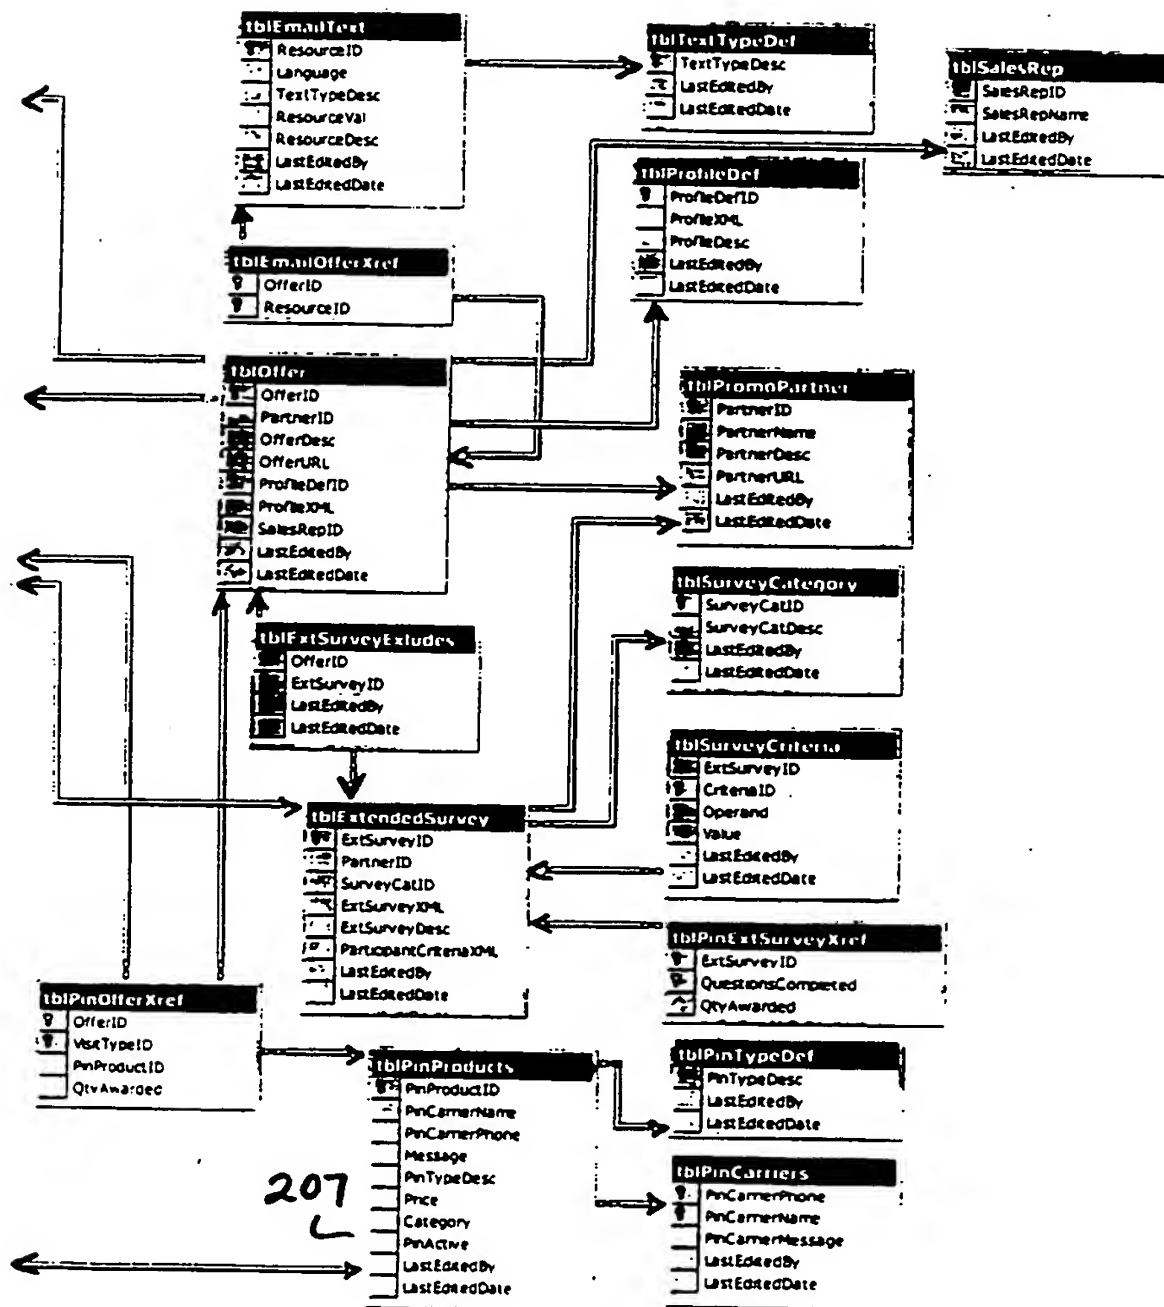 tblEmailText
ResourceID
Language
TextTypeDesc
ResourceVal
ResourceDesc
LastEditedBy
LastEditedDate
tblTextTypeDef
TextTypeDesc
LastEditedBy
LastEditedDate
tblSalesRep
SalesRepID
SalesRepName
LastEditedBy
LastEditedDate
tblProfileDef
ProfileDefID
ProfileXML
ProfileDesc
LastEditedBy
LastEditedDate
tblEmailOfferXref
OfferID
ResourceID
tblOffer
OfferID
PartnerID
OfferDesc
OfferURL
ProfileDefID
ProfileXML
SalesRepID
LastEditedBy
LastEditedDate
tblPromoPartner
PartnerID
PartnerName
PartnerDesc
PartnerURL
LastEditedBy
LastEditedDate
tblSurveyCategory
SurveyCatID
SurveyCatDesc
LastEditedBy
LastEditedDate
tblExtSurveyExludes
OfferID
ExtSurveyID
LastEditedBy
LastEditedDate
tblSurveyCriteria
ExtSurveyID
CriteriaID
Operand
Value
LastEditedBy
LastEditedDate
tblExtendedSurvey
ExtSurveyID
PartnerID
SurveyCatID
ExtSurveyXML
ExtSurveyDesc
ParticipantCriteriaXML
LastEditedBy
LastEditedDate
tblPinExtSurveyXref
ExtSurveyID
QuestionsCompleted
QtyAwarded
tblPinOfferXref
OfferID
VisitTypeID
PinProductID
QtyAwarded
tblPinProducts
PinProductID
PinCarrierName
PinCarrierPhone
Message
PinTypeDesc
Price
Category
PinActive
LastEditedBy
LastEditedDate
tblPinTypeDef
PinTypeDesc
LastEditedBy
LastEditedDate
tblPinCarriers
PinCarrierPhone
PinCarrierName
PinCarrierMessage
LastEditedBy
LastEditedDate
207